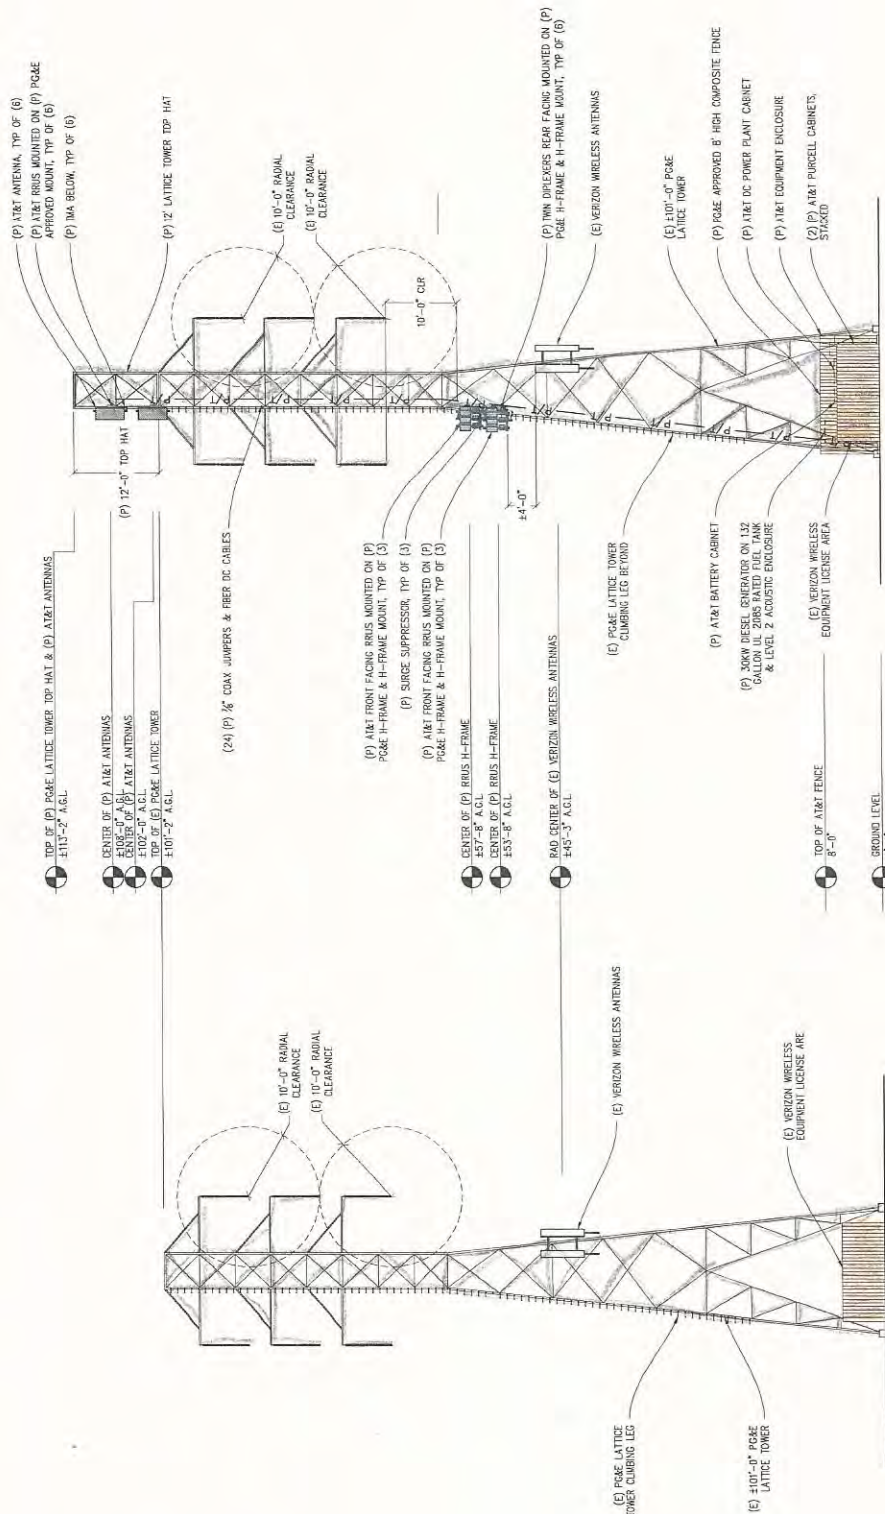 (P) AT&T ANTENNA, TYP OF (6)
(P) AT&T RRUS MOUNTED ON (P) PG&E
APPROVED MOUNT, TYP OF (6)
(P) TMA BELOW, TYP OF (6)
(P) 12' LATTICE TOWER TOP HAT
(E) 10'-0" RADIAL
CLEARANCE
(E) 10'-0" RADIAL
CLEARANCE
10'-0" CLR
(P) TWIN DIPLEXERS REAR FACING MOUNTED ON (P)
PG&E H-FRAME & H-FRAME MOUNT, TYP OF (6)
(E) VERIZON WIRELESS ANTENNAS
(E) ±101'-0" PG&E
LATICE TOWER
(P) PG&E APPROVED 8' HIGH COMPOSITE FENCE
(P) AT&T DC POWER PLANT CABINET
(P) AT&T EQUIPMENT ENCLOSURE
(2) (P) AT&T PURCELL CABINETS,
STACKED
(P) 12'-0" TOP HAT
P/T
P/T
P/T
P/T
±4'-0"
(24) (P) ⅞" COAX JUMPERS & FIBER DC CABLES
(P) AT&T FRONT FACING RRUS MOUNTED ON (P)
PG&E H-FRAME & H-FRAME MOUNT, TYP OF (3)
(P) SURGE SUPPRESSOR, TYP OF (3)
(P) AT&T FRONT FACING RRUS MOUNTED ON (P)
PG&E H-FRAME & H-FRAME MOUNT, TYP OF (3)
(E) PG&E LATTICE TOWER
CLIMBING LEG BEYOND
(P) AT&T BATTERY CABINET
(P) 30KW DIESEL GENERATOR ON 132
GALLON UL 2085 RATED FUEL TANK
& LEVEL 2 ACOUSTIC ENCLOSURE
(E) VERIZON WIRELESS
EQUIPMENT LICENSE AREA
TOP OF (P) PG&E LATTICE TOWER TOP HAT & (P) AT&T ANTENNAS
±113'-2" A.G.L
CENTER OF (P) AT&T ANTENNAS
±108'-0" A.G.L
CENTER OF (P) AT&T ANTENNAS
±102'-0" A.G.L
TOP OF (E) PG&E LATTICE TOWER
±101'-2" A.G.L
CENTER OF (P) RRUS H-FRAME
±57'-8" A.G.L
CENTER OF (P) RRUS H-FRAME
±53'-8" A.G.L
RAD CENTER OF (E) VERIZON WIRELESS ANTENNAS
±45'-3" A.G.L
TOP OF AT&T FENCE
8'-0"
GROUND LEVEL
(E) 10'-0" RADIAL
CLEARANCE
(E) 10'-0" RADIAL
CLEARANCE
(E) VERIZON WIRELESS ANTENNAS
(E) VERIZON WIRELESS
EQUIPMENT LICENSE ARE
(E) PG&E LATTICE
TOWER CLIMBING LEG
(E) ±101'-0" PG&E
LATTICE TOWER